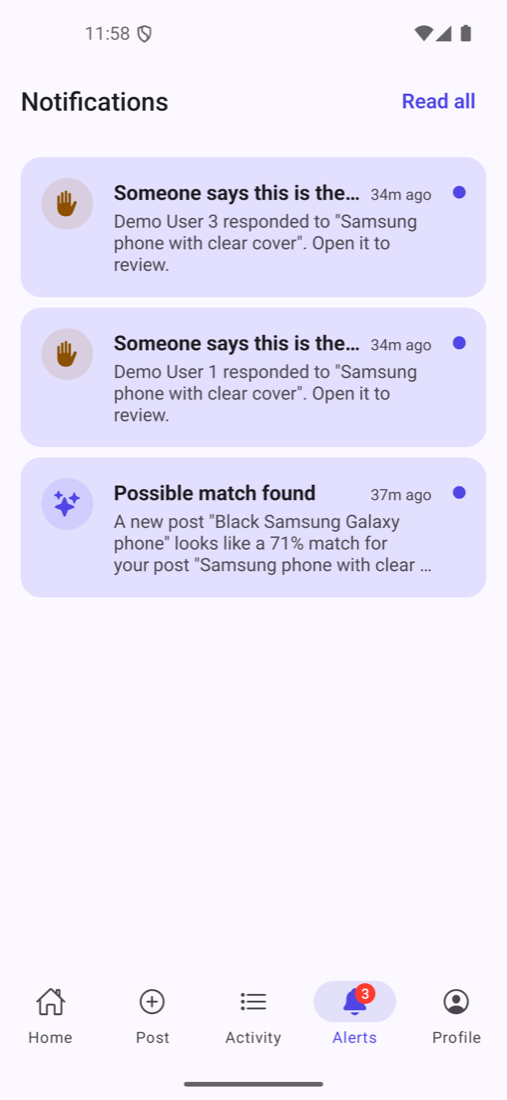 11:58
Notifications
Read all
Someone says this is the… 34m ago
Demo User 3 responded to "Samsung
phone with clear cover". Open it to
review.
Someone says this is the… 34m ago
Demo User 1 responded to "Samsung
phone with clear cover". Open it to
review.
Possible match found 37m ago
A new post "Black Samsung Galaxy
phone" looks like a 71% match for
your post "Samsung phone with clear …
3
Home
Post
Activity
Alerts
Profile